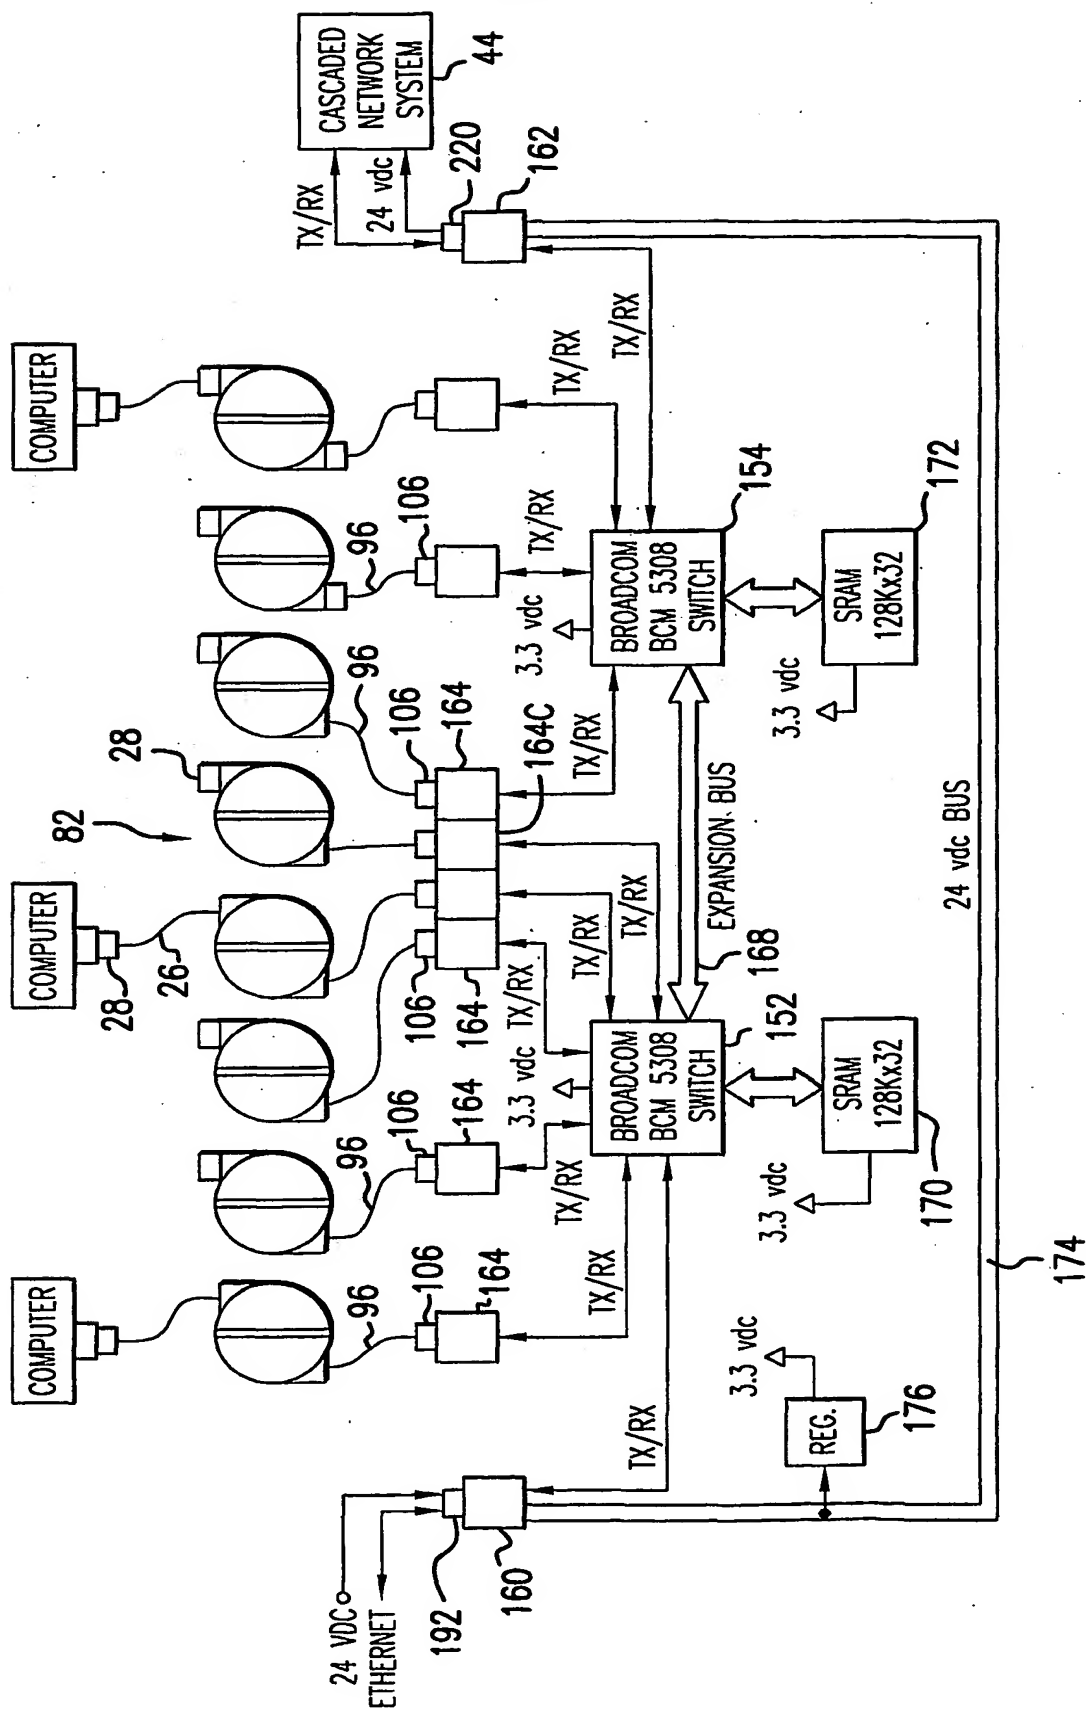 COMPUTER
COMPUTER
COMPUTER
CASCADED
NETWORK
SYSTEM
44
28
26
82
28
96
106
164
96
106
164
106
164
106
164
164C
96
96
106
TX/RX
24 vdc
220
162
24 VDC
ETHERNET
192
160
TX/RX
TX/RX
TX/RX
TX/RX
TX/RX
TX/RX
TX/RX
TX/RX
TX/RX
TX/RX
3.3 vdc
BROADCOM
BCM 5308
SWITCH
152
EXPANSION BUS
168
3.3 vdc
BROADCOM
BCM 5308
SWITCH
154
3.3 vdc
REG.
176
3.3 vdc
SRAM
128Kx32
170
3.3 vdc
SRAM
128Kx32
172
24 vdc BUS
174